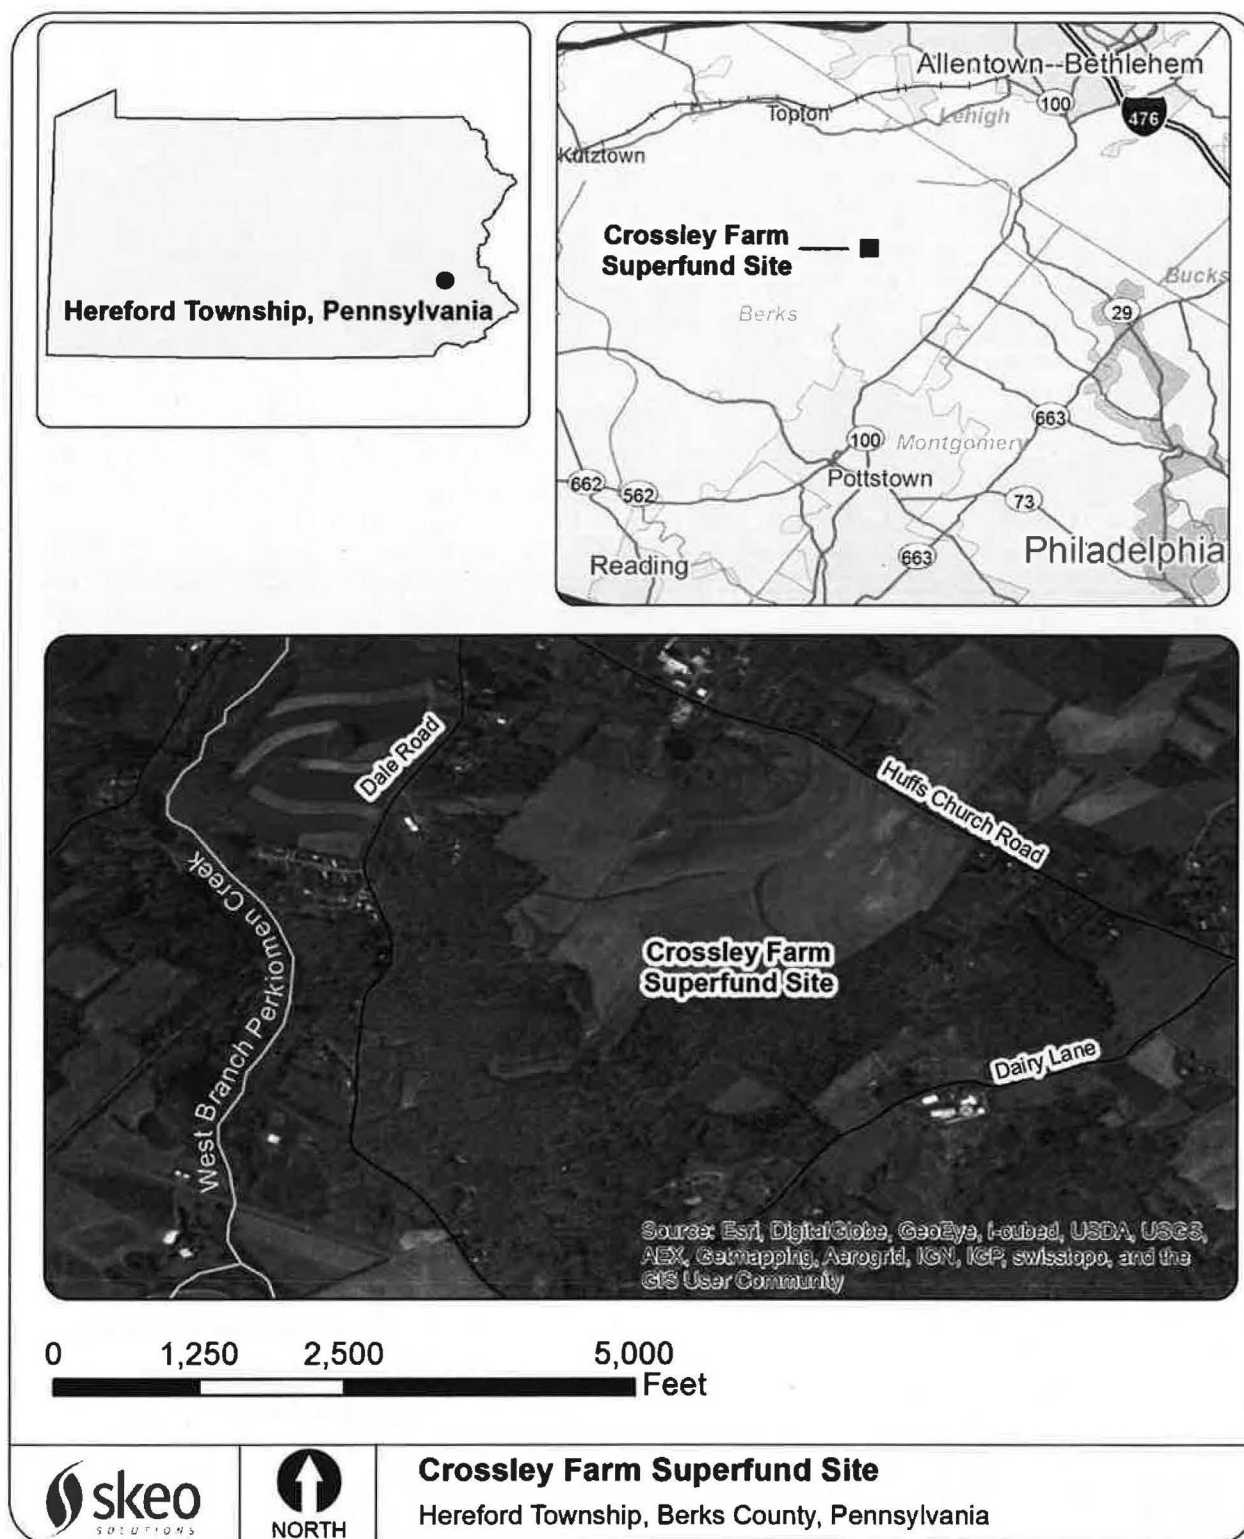 Hereford Township, Pennsylvania
Allentown--Bethlehem
100
Lehigh
476
Topton
Kutztown
Crossley Farm
Superfund Site
Bucks
Berks
29
663
100
Montgomery
Pottstown
662
562
73
663
Philadelphia
Reading
Dale Road
Huffs Church Road
West Branch Perkiomen Creek
Crossley Farm
Superfund Site
Dairy Lane
Source: Esri, DigitalGlobe, GeoEye, i-cubed, USDA, USGS,
AEX, Getmapping, Aerogrid, IGN, IGP, swisstopo, and the
GIS User Community
0 1,250 2,500 5,000
Feet
skeo
SOLUTIONS
NORTH
Crossley Farm Superfund Site
Hereford Township, Berks County, Pennsylvania